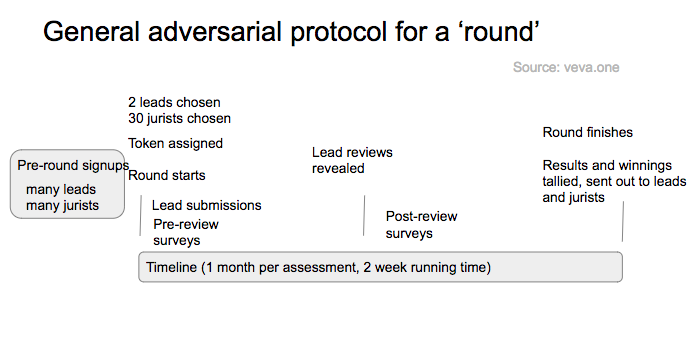 General adversarial protocol for a ‘round’
Source: veva.one
2 leads chosen
30 jurists chosen
Token assigned
Round starts
Pre-round signups
many leads
many jurists
Lead submissions
Pre-review
surveys
Lead reviews
revealed
Post-review
surveys
Round finishes
Results and winnings
tallied, sent out to leads
and jurists
Timeline (1 month per assessment, 2 week running time)